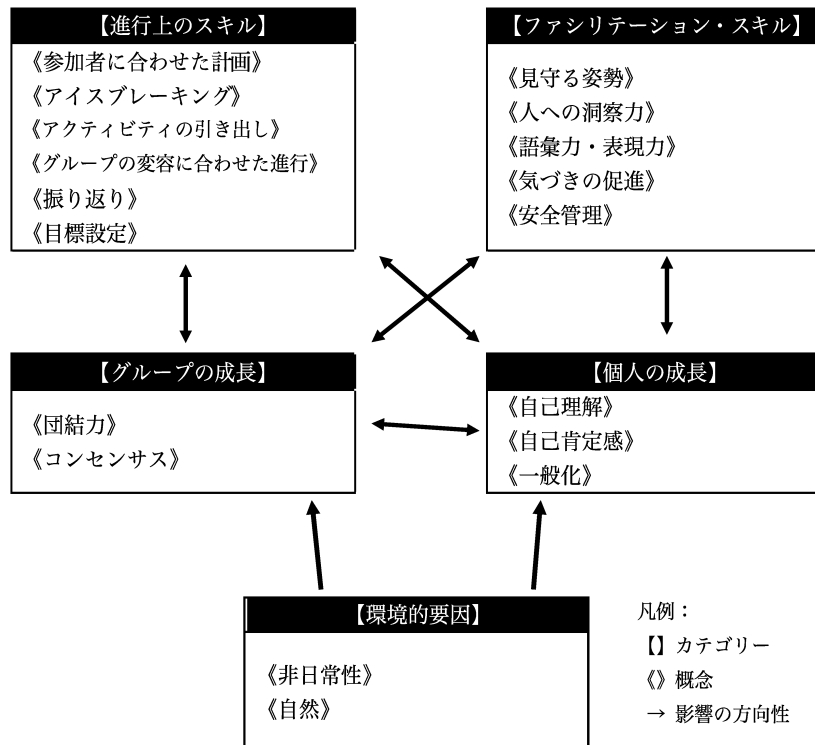 【進行上のスキル】
《参加者に合わせた計画》
《アイスブレーキング》
《アクティビティの引き出し》
《グループの変容に合わせた進行》
《振り返り》
《目標設定》
【ファシリテーション・スキル】
《見守る姿勢》
《人への洞察力》
《語彙力・表現力》
《気づきの促進》
《安全管理》
【グループの成長】
《団結力》
《コンセンサス》
【個人の成長】
《自己理解》
《自己肯定感》
《一般化》
【環境的要因】
《非日常性》
《自然》
凡例：
【】カテゴリー
《》概念
→ 影響の方向性